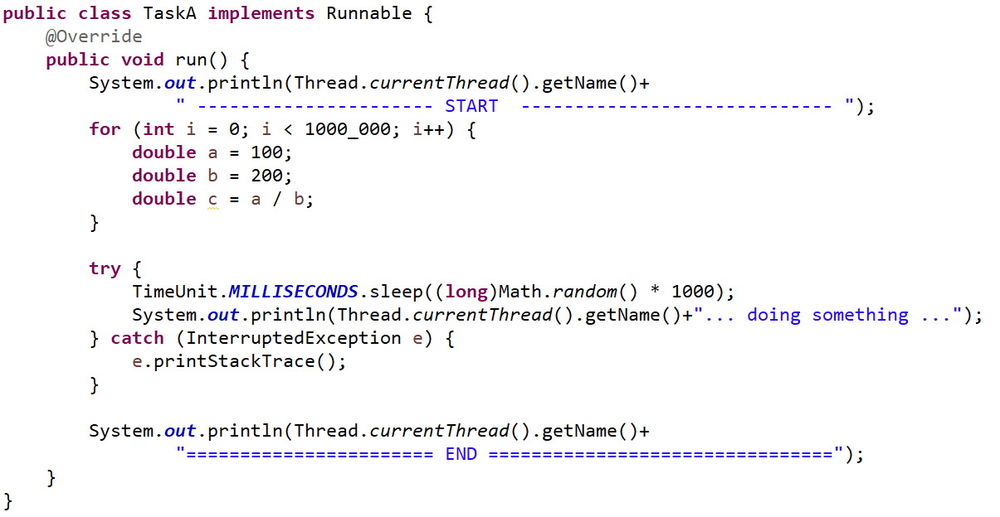 public class TaskA implements Runnable {
    @Override
    public void run() {
        System.out.println(Thread.currentThread().getName()+
                " ---------------------- START  ----------------------------- ");
        for (int i = 0; i < 1000_000; i++) {
            double a = 100;
            double b = 200;
            double c = a / b;
        }

        try {
            TimeUnit.MILLISECONDS.sleep((long)Math.random() * 1000);
            System.out.println(Thread.currentThread().getName()+"... doing something ...");
        } catch (InterruptedException e) {
            e.printStackTrace();
        }

        System.out.println(Thread.currentThread().getName()+
                "======================= END ================================");
    }
}